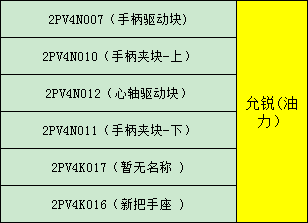 2PV4N007（手柄驱动块)
2PV4N010（手柄夹块-上）
2PV4N012（心轴驱动块）
2PV4N011（手柄夹块-下）
2PV4K017（暂无名称 ）
2PV4K016（新把手座 ）
允锐(油
力）